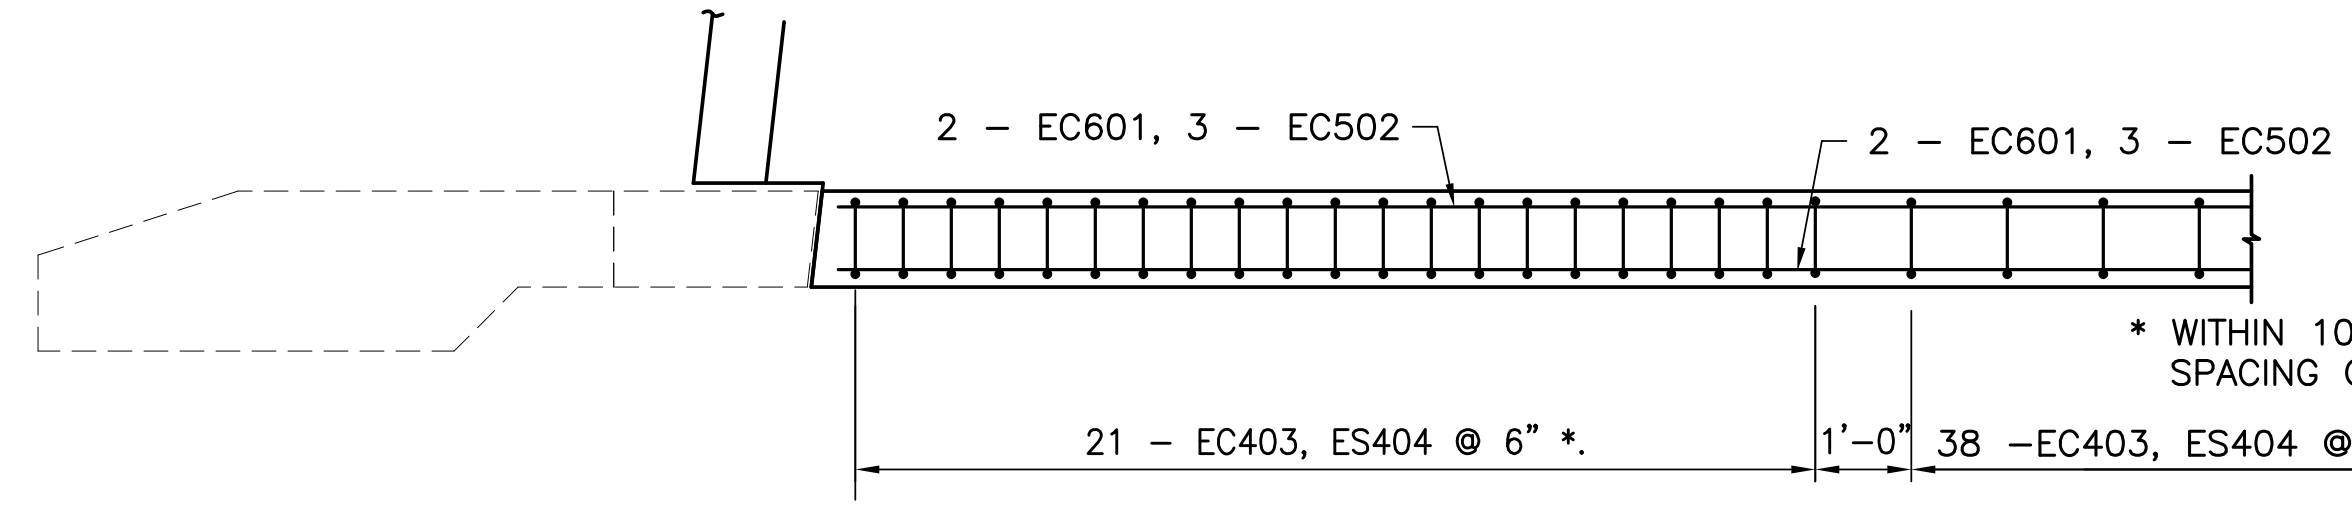 2 - EC601, 3 - EC502
2 - EC601, 3 - EC502
* WITHIN 10
SPACING
21 - EC403, ES404 @ 6" *.
1'-0"
38 -EC403, ES404 @